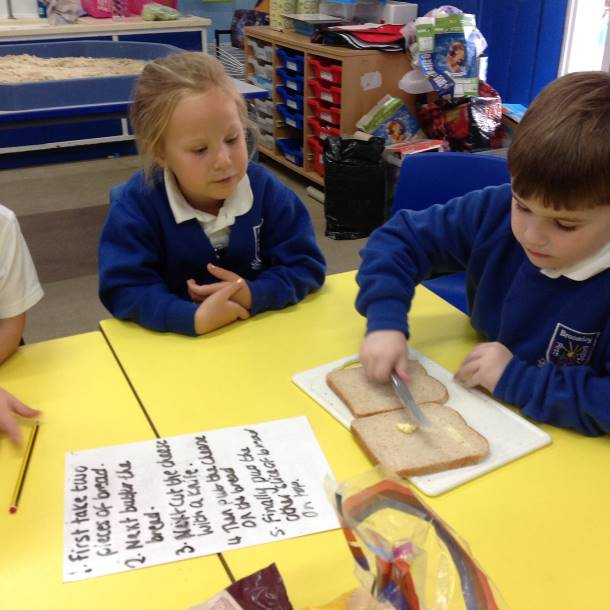 1. First take two
pieces of bread.
2. Next butter the
bread.
3. Next cut the cheese
with a knife.
4 Then put the cheese
On the bread
5. Finally put the
other slice of bread
On top.
Broomley